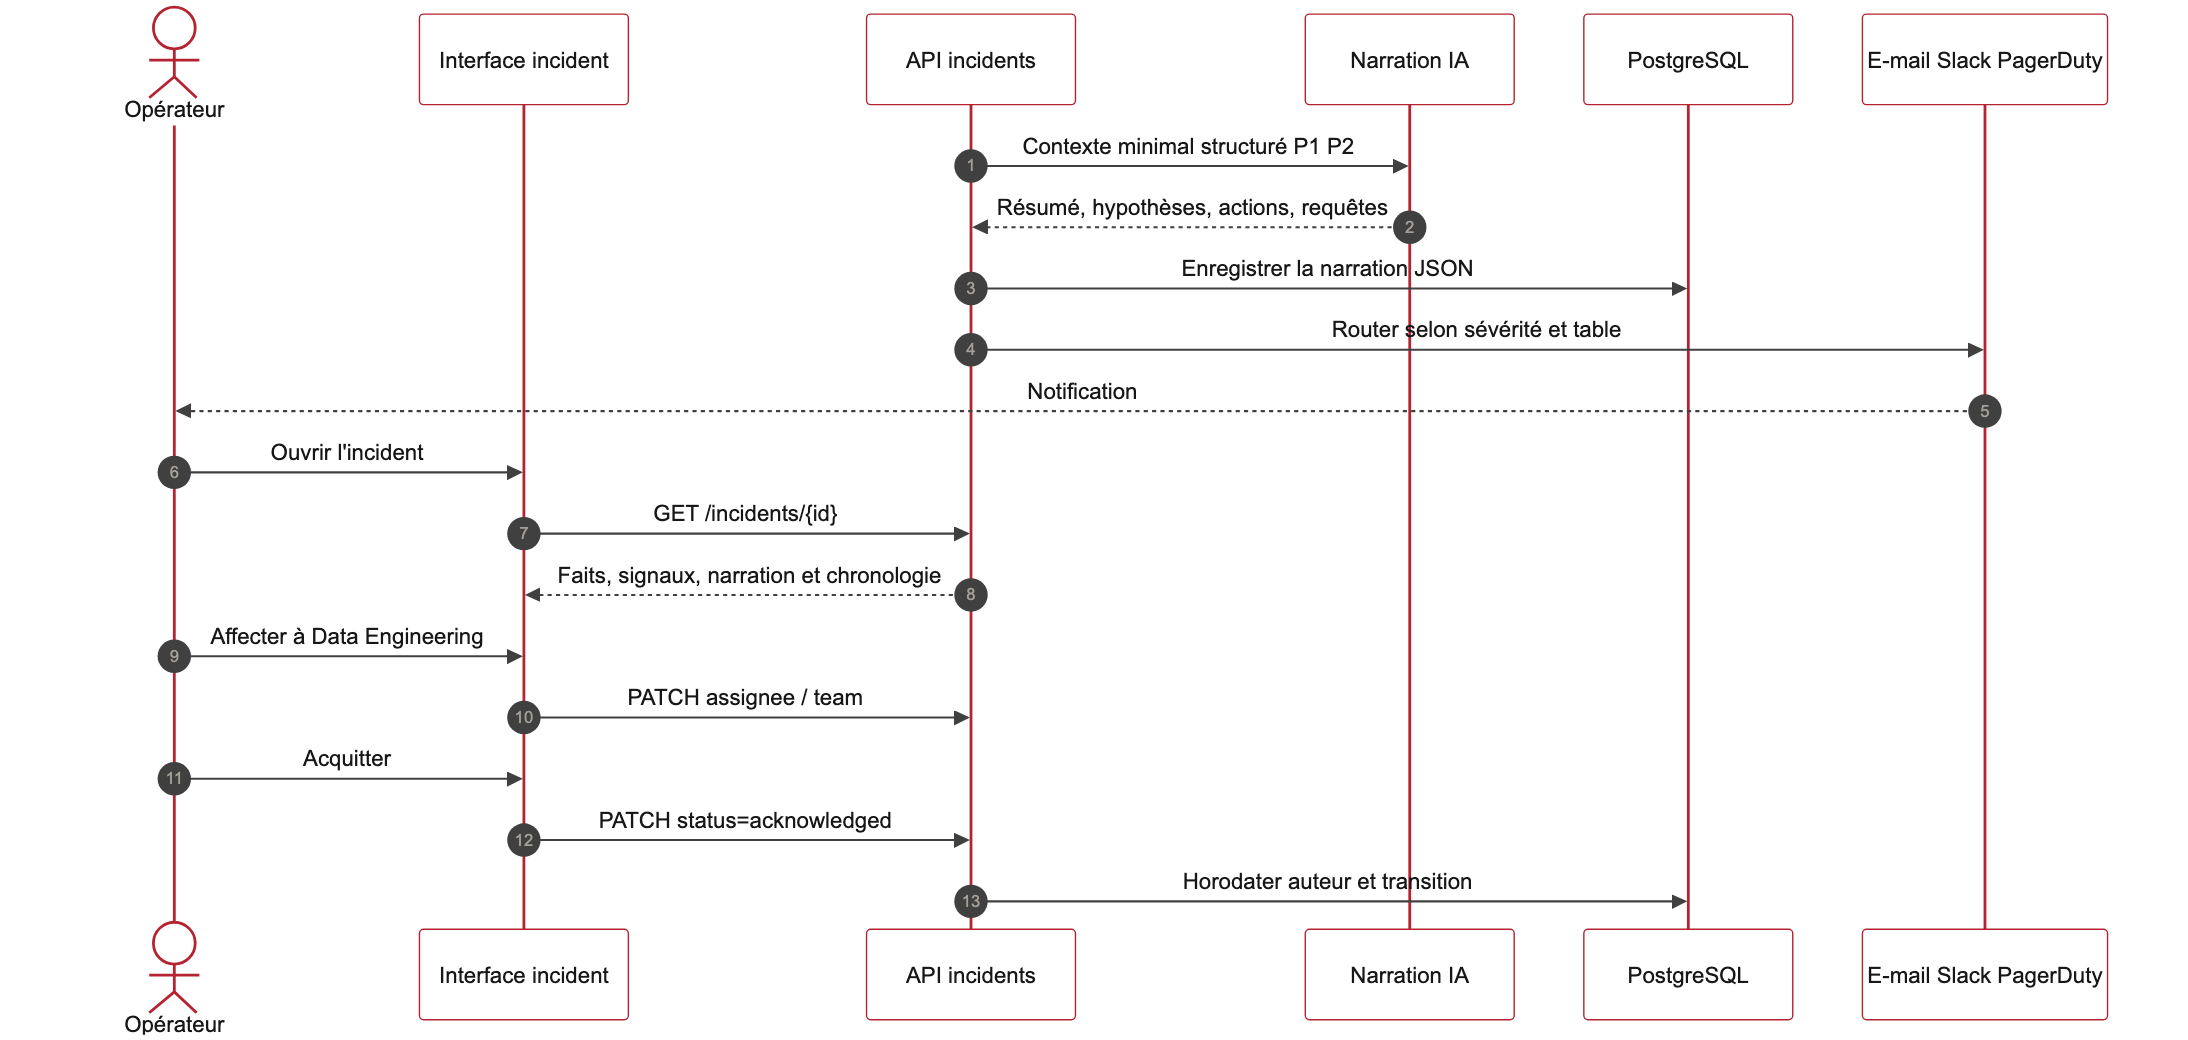 Opérateur
Interface incident
API incidents
Narration IA
PostgreSQL
E-mail Slack PagerDuty
Contexte minimal structuré P1 P2
1
Résumé, hypothèses, actions, requêtes
2
Enregistrer la narration JSON
3
Router selon sévérité et table
4
Notification
5
Ouvrir l'incident
6
GET /incidents/{id}
7
Faits, signaux, narration et chronologie
8
Affecter à Data Engineering
9
PATCH assignee / team
10
Acquitter
11
PATCH status=acknowledged
12
Horodater auteur et transition
13
Opérateur
Interface incident
API incidents
Narration IA
PostgreSQL
E-mail Slack PagerDuty